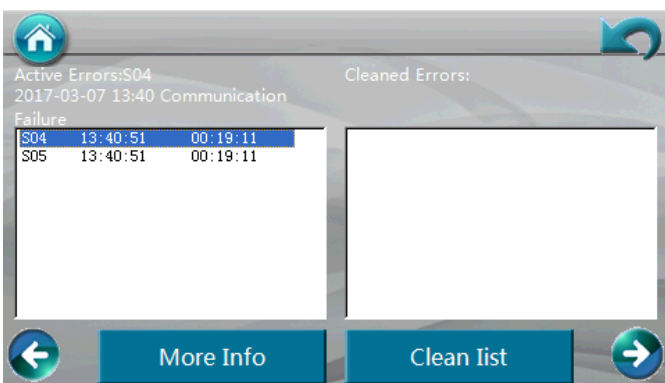 Active Errors:S04
2017-03-07 13:40 Communication
Failure
S04 13:40:51 00:19:11
S05 13:40:51 00:19:11
Cleaned Errors:
More Info
Clean Iist